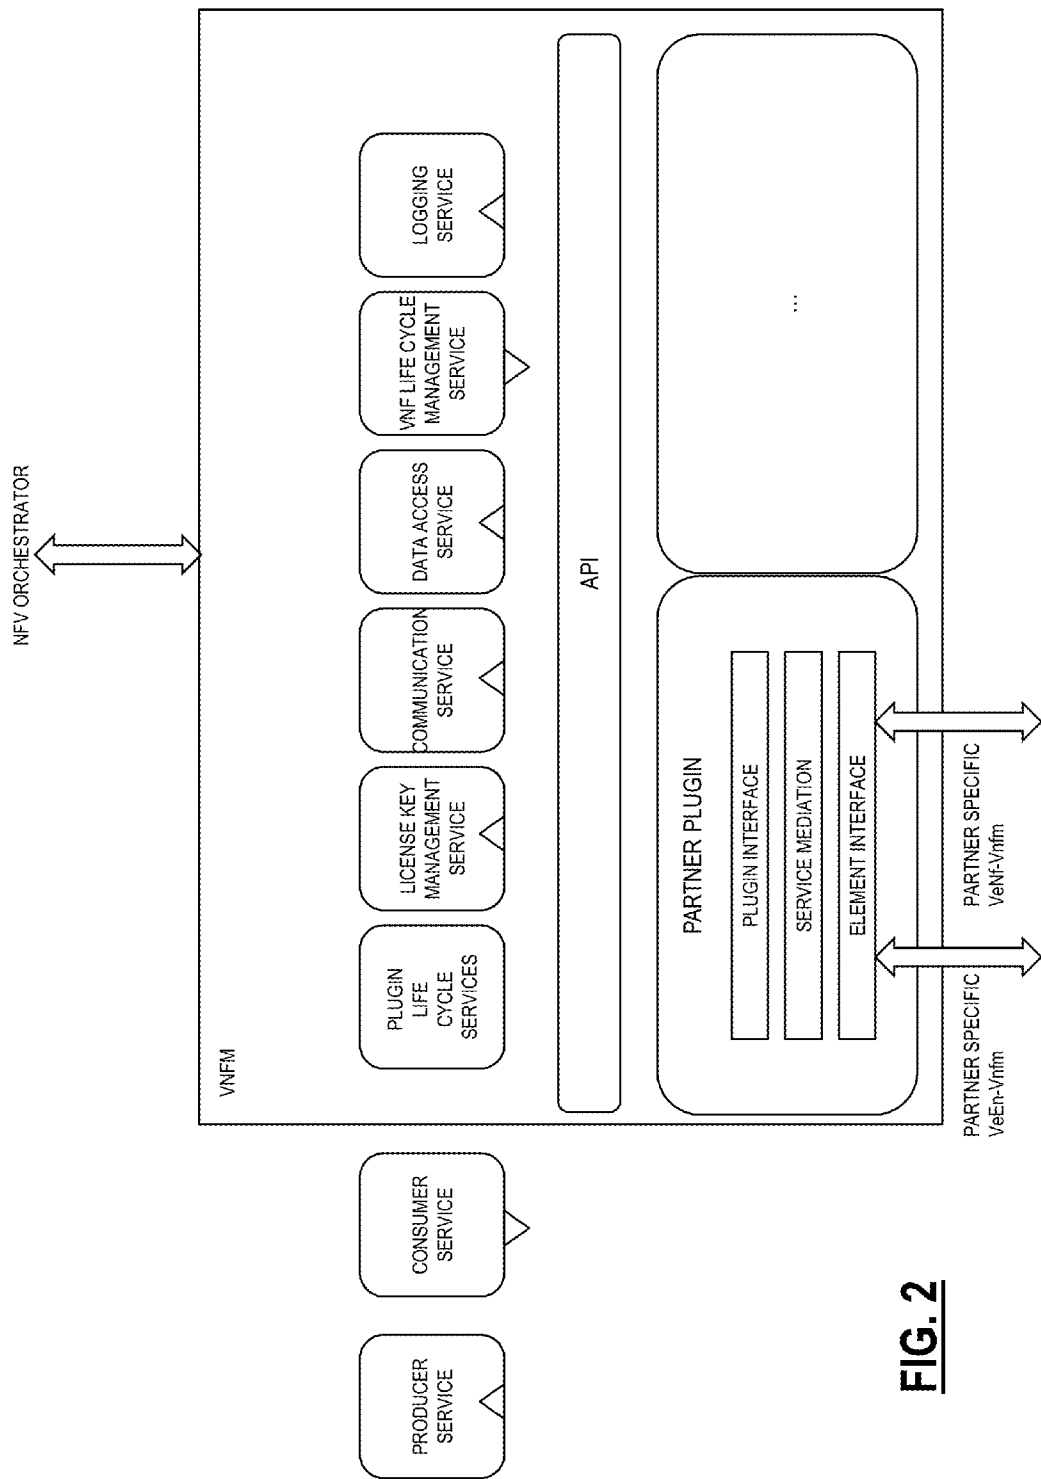 NFV ORCHESTRATOR
VNFM
PRODUCER
SERVICE
CONSUMER
SERVICE
PLUGIN
LIFE
CYCLE
SERVICES
LICENSE KEY
MANAGEMENT
SERVICE
COMMUNICATION
SERVICE
DATA ACCESS
SERVICE
VNF LIFE CYCLE
MANAGEMENT
SERVICE
LOGGING
SERVICE
API
PARTNER PLUGIN
PLUGIN INTERFACE
SERVICE MEDIATION
ELEMENT INTERFACE
...
PARTNER SPECIFIC
VeEn-Vnfm
PARTNER SPECIFIC
VeNf-Vnfm
FIG. 2